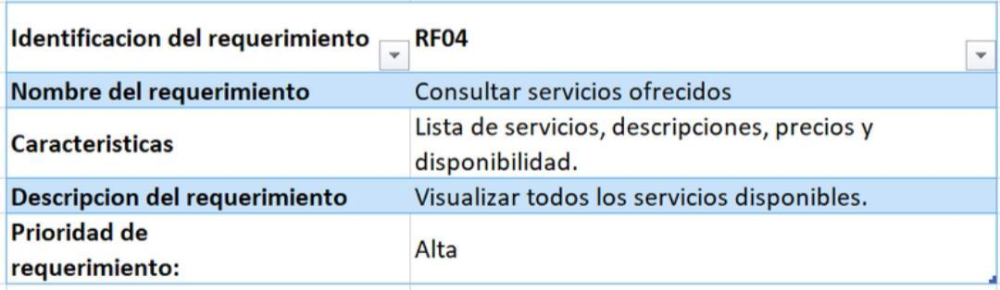 Identificacion del requerimiento RF04
Nombre del requerimiento Consultar servicios ofrecidos
Caracteristicas Lista de servicios, descripciones, precios y
disponibilidad.
Descripcion del requerimiento Visualizar todos los servicios disponibles.
Prioridad de
requerimiento: Alta